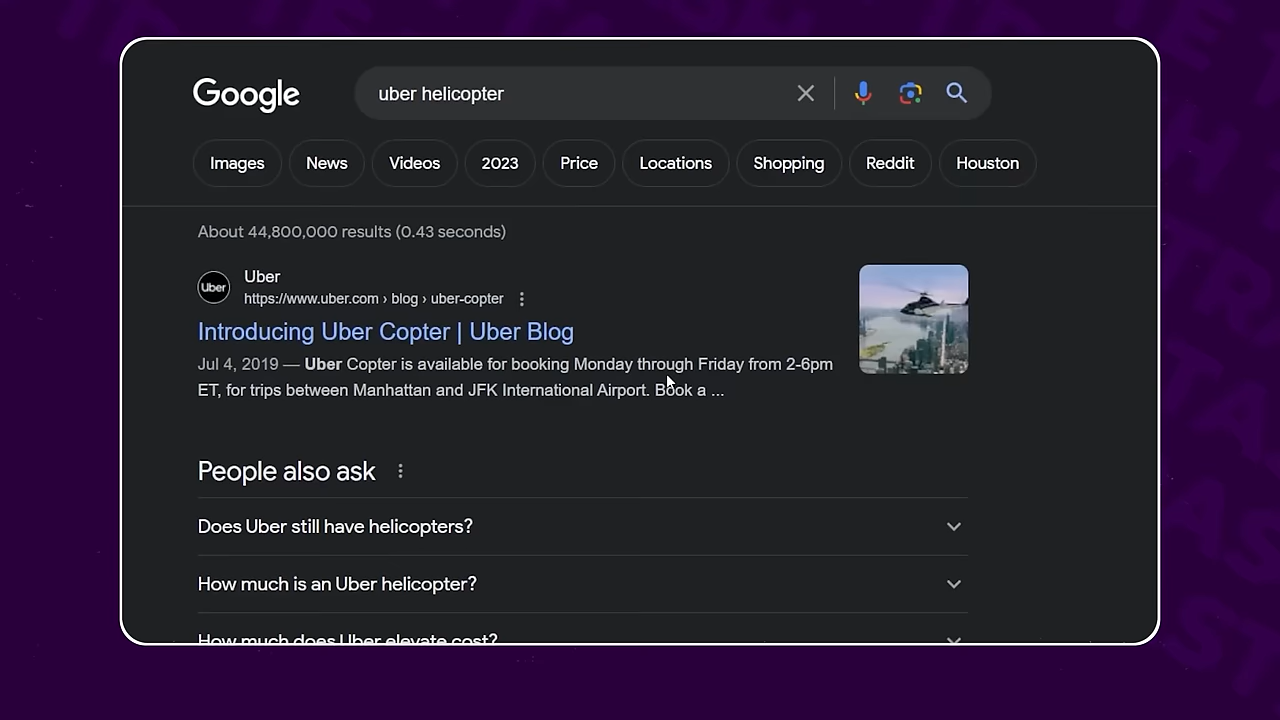 Google
uber helicopter
Images News Videos 2023 Price Locations Shopping Reddit Houston
About 44,800,000 results (0.43 seconds)
Uber
Uber
https://www.uber.com › blog › uber-copter
Introducing Uber Copter | Uber Blog
Jul 4, 2019 — Uber Copter is available for booking Monday through Friday from 2-6pm
ET, for trips between Manhattan and JFK International Airport. Book a ...
People also ask
Does Uber still have helicopters?
How much is an Uber helicopter?
How much does Uber elevate cost?